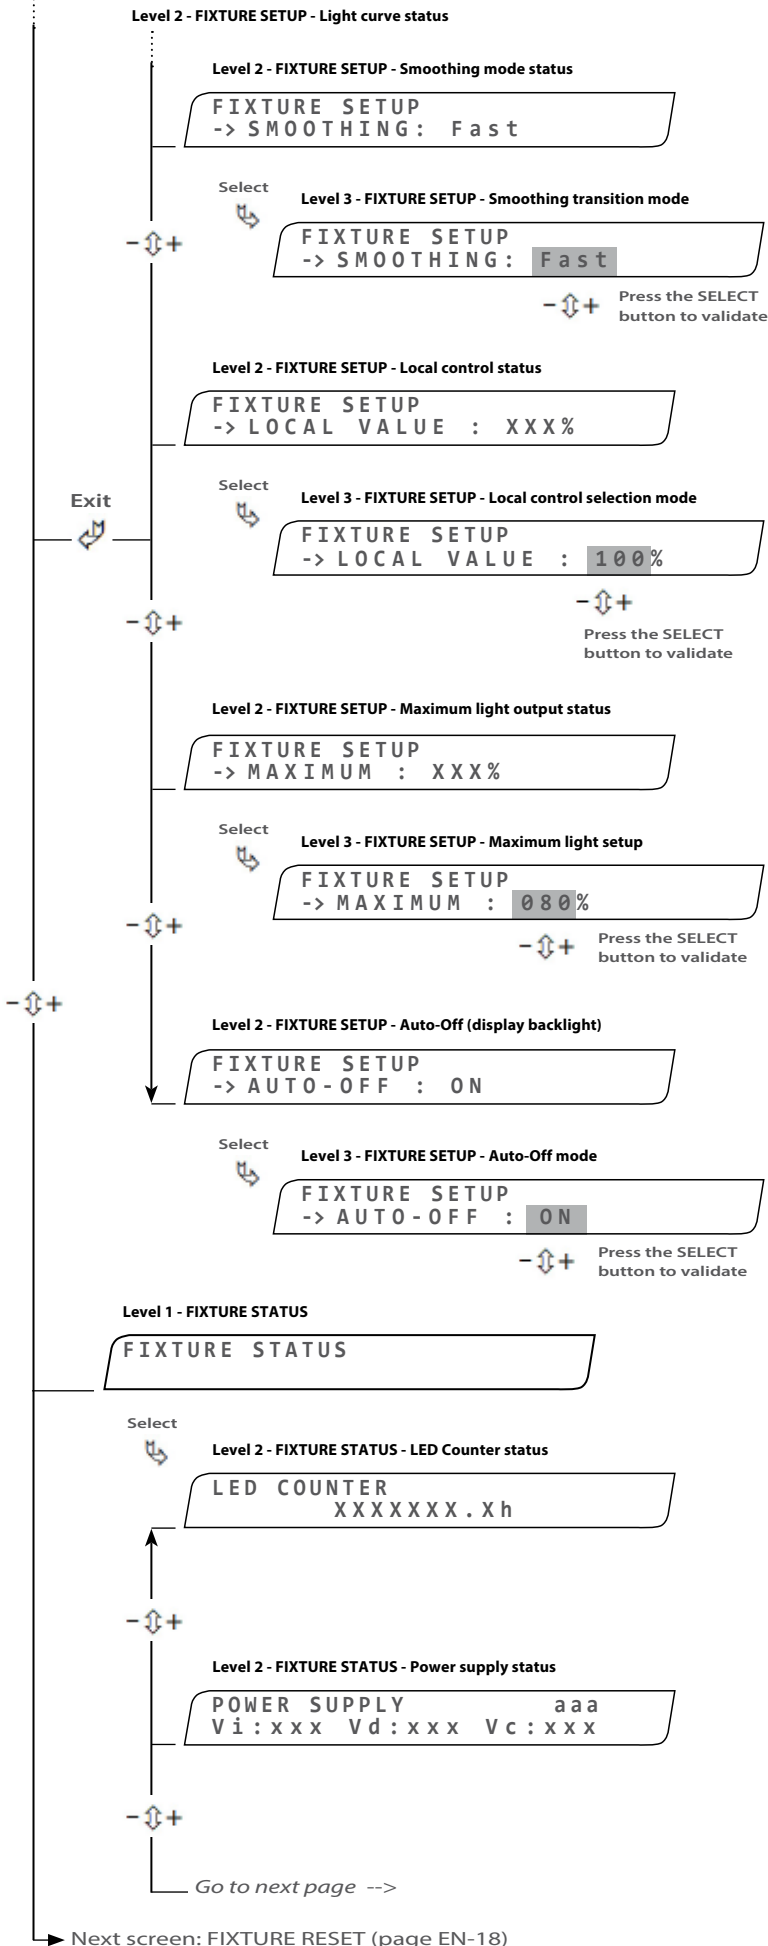 Level 2 - FIXTURE SETUP - Light curve status
Level 2 - FIXTURE SETUP - Smoothing mode status
FIXTURE SETUP
-> SMOOTHING: Fast
Select
Level 3 - FIXTURE SETUP - Smoothing transition mode
FIXTURE SETUP
-> SMOOTHING: Fast
- +
- +
Press the SELECT
button to validate
Level 2 - FIXTURE SETUP - Local control status
FIXTURE SETUP
-> LOCAL VALUE : XXX%
Select
Level 3 - FIXTURE SETUP - Local control selection mode
Exit
FIXTURE SETUP
-> LOCAL VALUE : 100%
- +
- +
Press the SELECT
button to validate
Level 2 - FIXTURE SETUP - Maximum light output status
FIXTURE SETUP
-> MAXIMUM : XXX%
Select
Level 3 - FIXTURE SETUP - Maximum light setup
FIXTURE SETUP
-> MAXIMUM : 080%
- +
- +
Press the SELECT
button to validate
- +
Level 2 - FIXTURE SETUP - Auto-Off (display backlight)
FIXTURE SETUP
-> AUTO-OFF : ON
Select
Level 3 - FIXTURE SETUP - Auto-Off mode
FIXTURE SETUP
-> AUTO-OFF : ON
- +
Press the SELECT
button to validate
Level 1 - FIXTURE STATUS
FIXTURE STATUS
Select
Level 2 - FIXTURE STATUS - LED Counter status
LED COUNTER
XXXXXXX.Xh
- +
Level 2 - FIXTURE STATUS - Power supply status
POWER SUPPLY aaa
Vi:xxx Vd:xxx Vc:xxx
- +
Go to next page -->
Next screen: FIXTURE RESET (page EN-18)